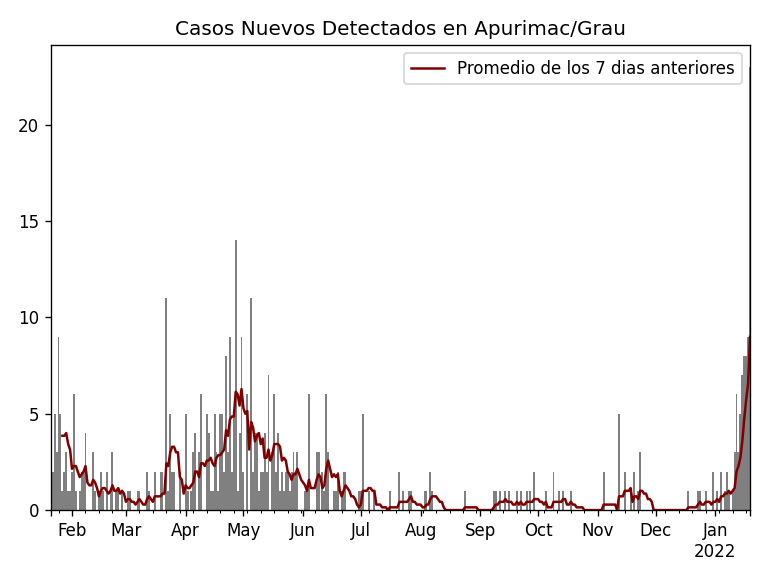 Casos Nuevos Detectados en Apurimac/Grau
Promedio de los 7 dias anteriores
20
15
10
5
0
Feb Mar Apr May Jun Jul Aug Sep Oct Nov Dec Jan
2022